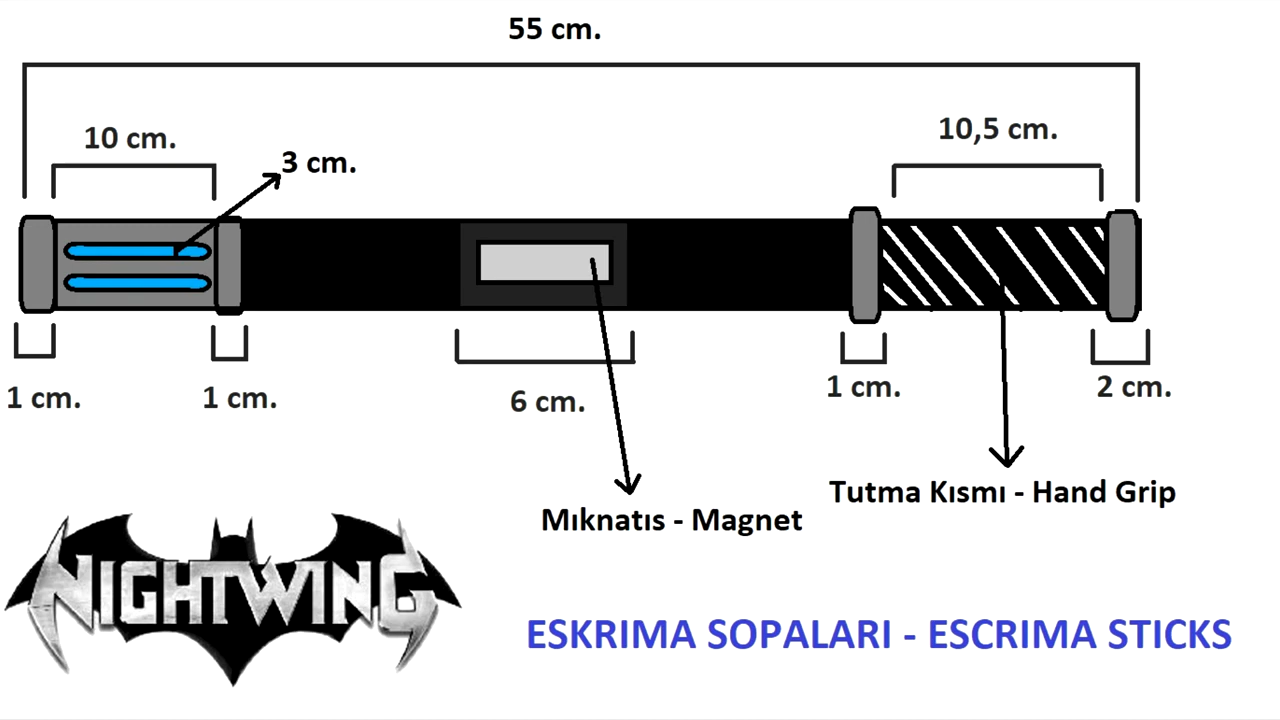 55 cm.
10 cm.
10,5 cm.
3 cm.
1 cm.
1 cm.
6 cm.
1 cm.
2 cm.
Tutma Kısmı - Hand Grip
Mıknatıs - Magnet
NIGHTWING
ESKRIMA SOPALARI - ESCRIMA STICKS